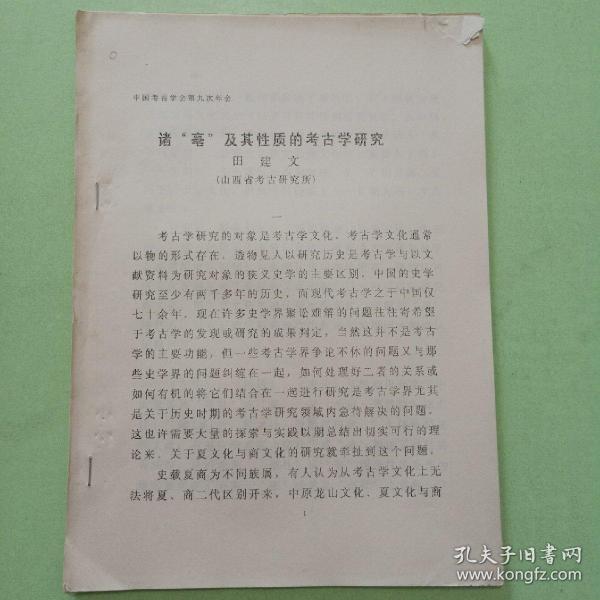 中国考古学会第九次年会
诸“亳”及其性质的考古学研究
田建文
(山西省考古研究所)
一
考古学研究的对象是考古学文化。考古学文化通常
以物的形式存在。透物见人以研究历史是考古学与以文
献资料为研究对象的狭义史学的主要区别。中国的史学
研究至少有两千多年的历史，而现代考古学之于中国仅
七十余年。现在许多史学界聚讼难解的问题往往寄希望
于考古学的发现或研究的成果判定，当然这并不是考古
学的主要功能，但一些考古学界争论不休的问题又与那
些史学界的问题纠缠在一起，如何处理好二者的关系或
如何有机的将它们结合在一起进行研究是考古学界尤其
是关于历史时期的考古学研究领域内急待解决的问题。
这也许需要大量的探索与实践以期总结出切实可行的理
论来。关于夏文化与商文化的研究就牵扯到这个问题。
史载夏商为不同族属，有人认为从考古学文化上无
法将夏、商二代区别开来，中原龙山文化、夏文化与商
1
孔夫子旧书网
www.kongfz.com